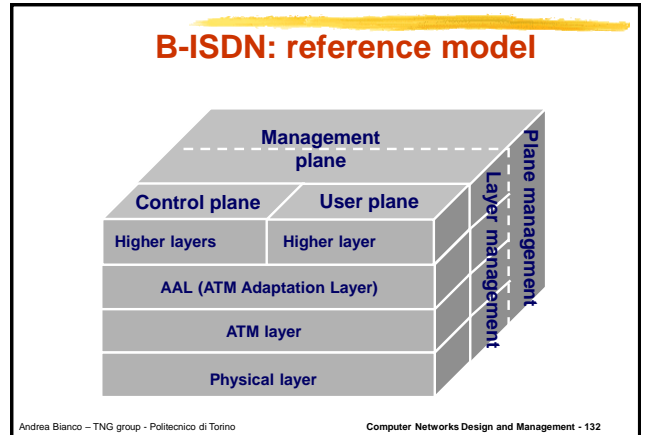 B-ISDN: reference model
Management
plane
Plane management
Layer management
Control plane
User plane
Higher layers
Higher layer
AAL (ATM Adaptation Layer)
ATM layer
Physical layer
Andrea Bianco – TNG group - Politecnico di Torino
Computer Networks Design and Management - 132